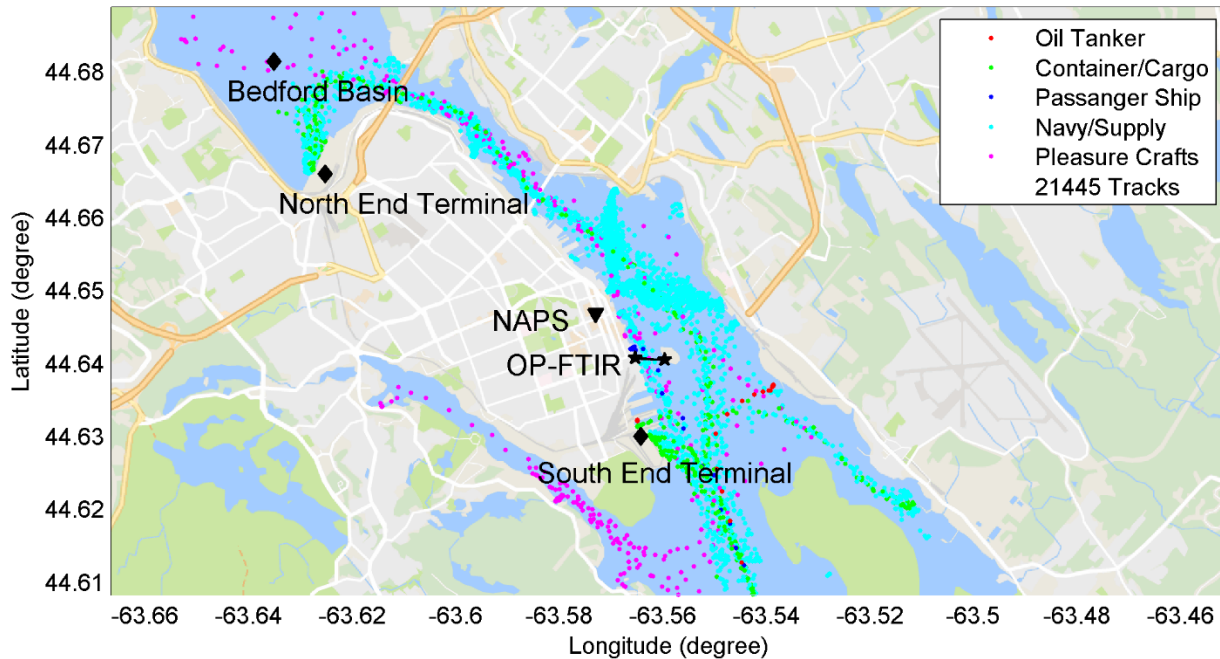 Oil Tanker
Container/Cargo
Passanger Ship
Navy/Supply
Pleasure Crafts
21445 Tracks
Latitude (degree)
44.68
44.67
44.66
44.65
44.64
44.63
44.62
44.61
Bedford Basin
North End Terminal
NAPS
OP-FTIR
South End Terminal
-63.66
-63.64
-63.62
-63.6
-63.58
-63.56
-63.54
-63.52
-63.5
-63.48
-63.46
Longitude (degree)